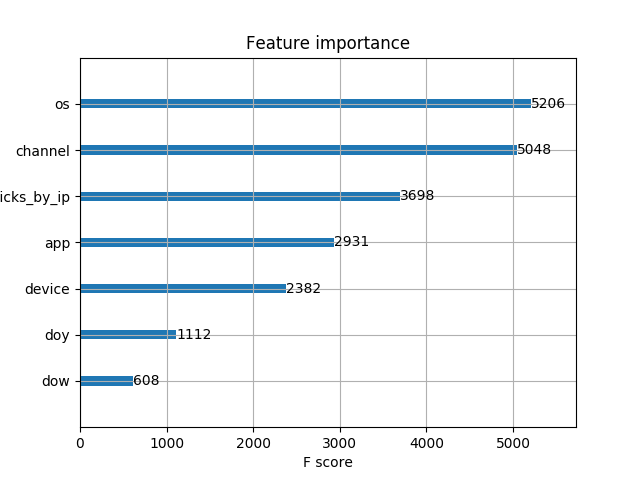 Feature importance
os
5206
channel
5048
icks_by_ip
3698
app
2931
device
2382
doy
1112
dow
608
0 1000 2000 3000 4000 5000
F score